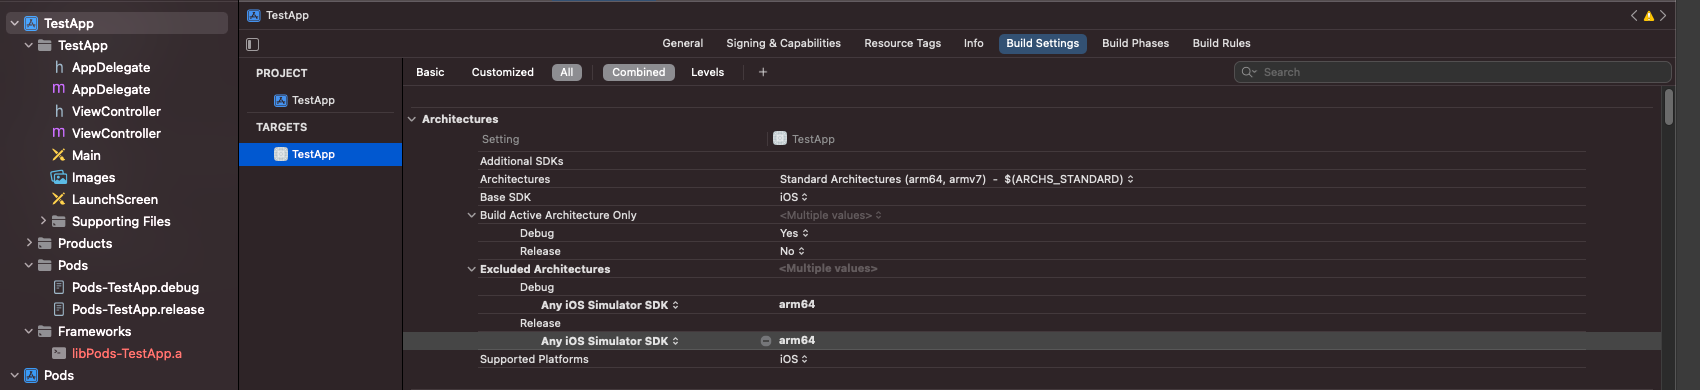 TestApp
TestApp
h AppDelegate
m AppDelegate
h ViewController
m ViewController
Main
Images
LaunchScreen
Supporting Files
Products
Pods
Pods-TestApp.debug
Pods-TestApp.release
Frameworks
libPods-TestApp.a
Pods
TestApp
General Signing & Capabilities Resource Tags Info Build Settings Build Phases Build Rules
PROJECT
TestApp
TARGETS
TestApp
Basic Customized All Combined Levels + Search
Architectures
Setting TestApp
Additional SDKs
Architectures Standard Architectures (arm64, armv7) - $(ARCHS_STANDARD)
Base SDK iOS
Build Active Architecture Only <Multiple values>
Debug Yes
Release No
Excluded Architectures <Multiple values>
Debug
Any iOS Simulator SDK arm64
Release
Any iOS Simulator SDK arm64
Supported Platforms iOS